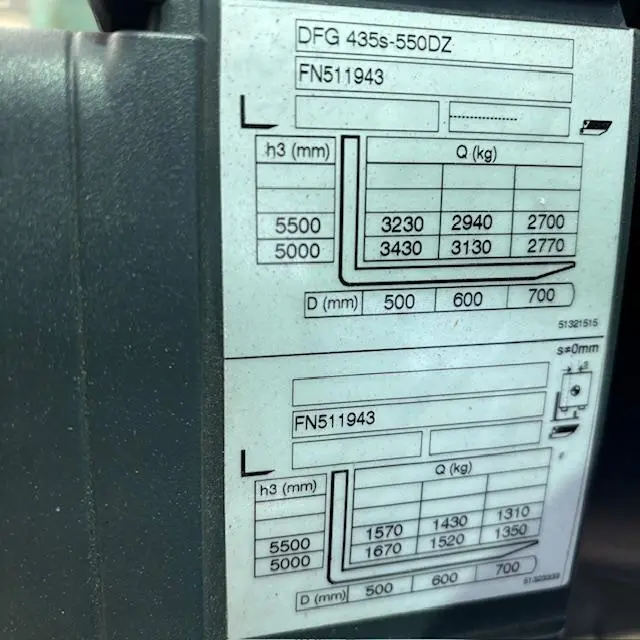 DFG 435s-550DZ
FN511943
h3 (mm) Q (kg)
5500 3230 2940 2700
5000 3430 3130 2770
D (mm) 500 600 700
51321515
s=0mm
FN511943
h3 (mm) Q (kg)
5500 1570 1430 1310
5000 1670 1520 1350
D (mm) 500 600 700